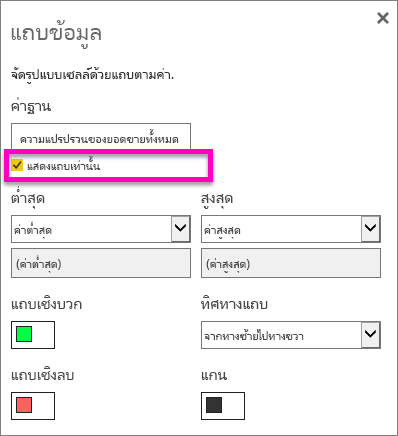 แถบข้อมูล
จัดรูปแบบเซลล์ด้วยแถบตามค่า.
ค่าฐาน
ความแปรปรวนของยอดขายทั้งหมด
แสดงแถบเท่านั้น
ต่ำสุด
สูงสุด
ค่าต่ำสุด
ค่าสูงสุด
(ค่าต่ำสุด)
(ค่าสูงสุด)
แถบเชิงบวก
ทิศทางแถบ
จากทางซ้ายไปทางขวา
แถบเชิงลบ
แกน